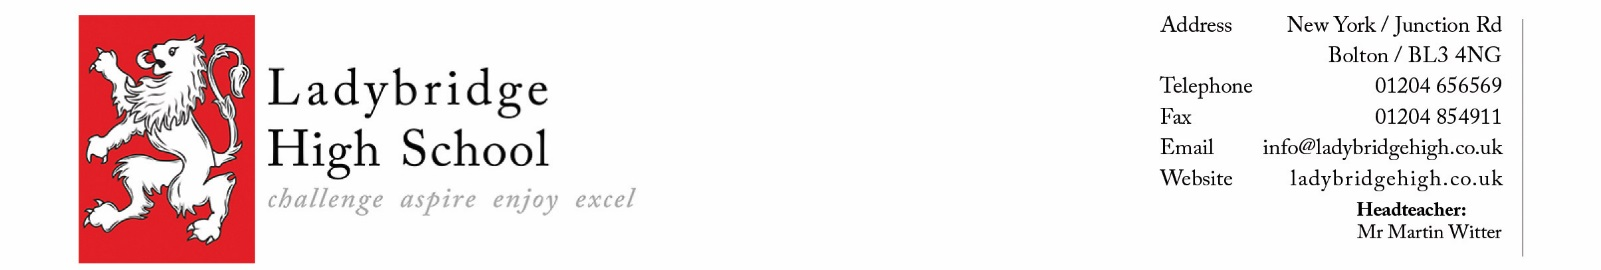 Ladybridge
High School
challenge aspire enjoy excel
Address New York / Junction Rd
Bolton / BL3 4NG
Telephone 01204 656569
Fax 01204 854911
Email info@ladybridgehigh.co.uk
Website ladybridgehigh.co.uk
Headteacher:
Mr Martin Witter